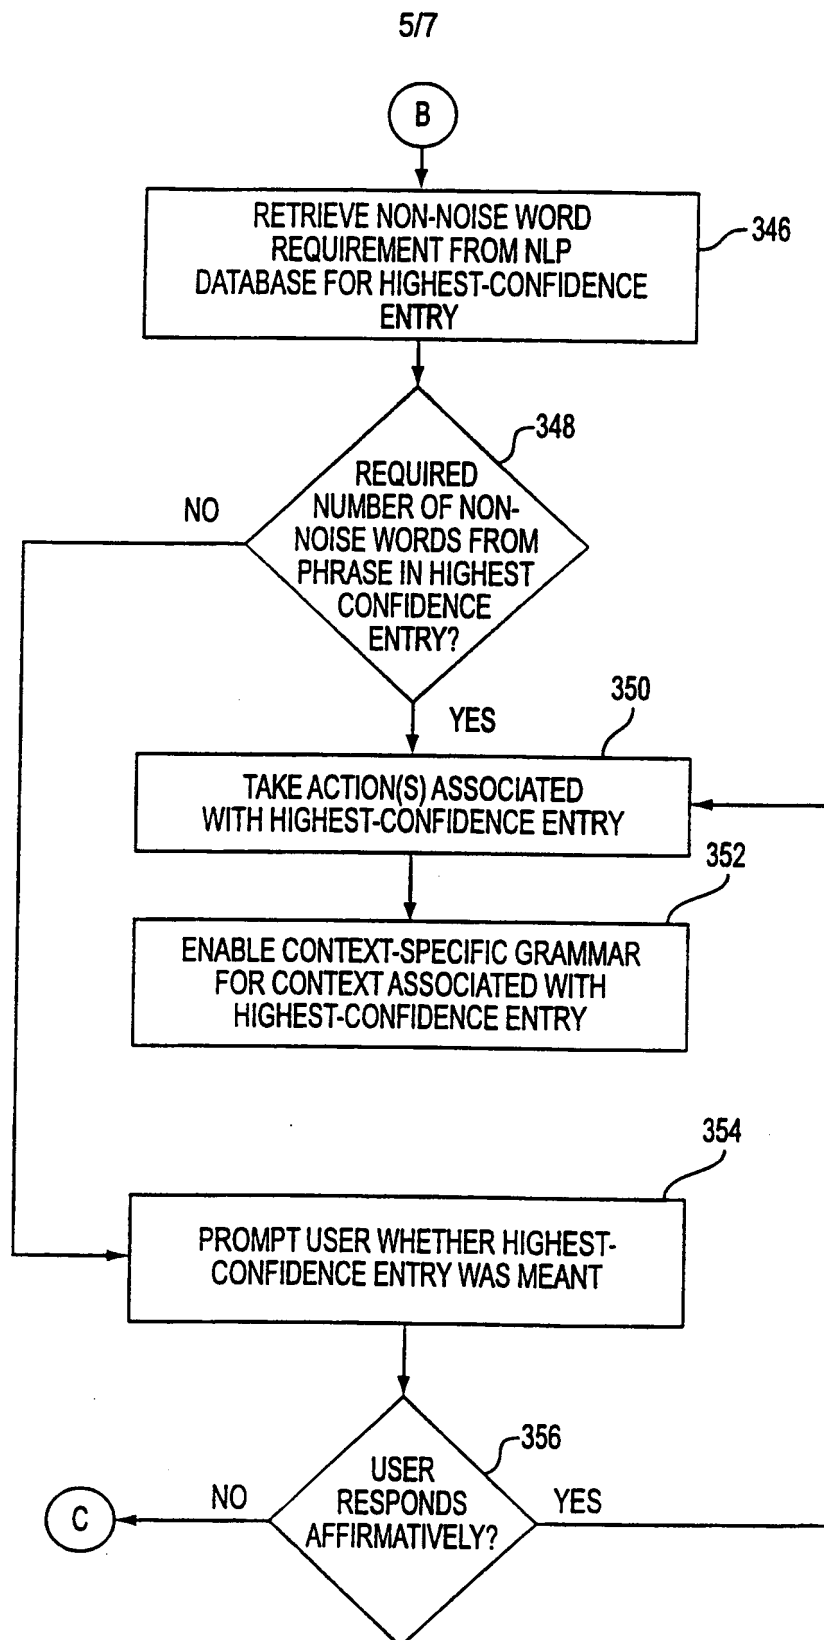 5/7
B
RETRIEVE NON-NOISE WORD
REQUIREMENT FROM NLP
DATABASE FOR HIGHEST-CONFIDENCE
ENTRY
346
348
REQUIRED
NUMBER OF NON-
NOISE WORDS FROM
PHRASE IN HIGHEST
CONFIDENCE
ENTRY?
NO
YES
350
TAKE ACTION(S) ASSOCIATED
WITH HIGHEST-CONFIDENCE ENTRY
352
ENABLE CONTEXT-SPECIFIC GRAMMAR
FOR CONTEXT ASSOCIATED WITH
HIGHEST-CONFIDENCE ENTRY
354
PROMPT USER WHETHER HIGHEST-
CONFIDENCE ENTRY WAS MEANT
356
USER
RESPONDS
AFFIRMATIVELY?
NO
YES
C